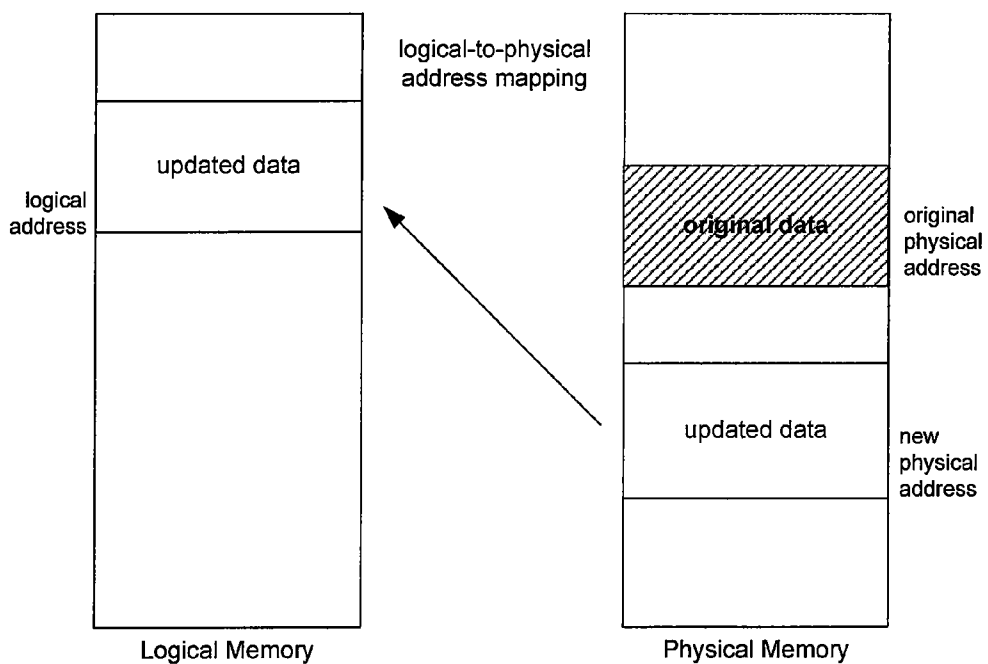 logical-to-physical
address mapping
updated data
logical
address
original data
original
physical
address
updated data
new
physical
address
Logical Memory
Physical Memory